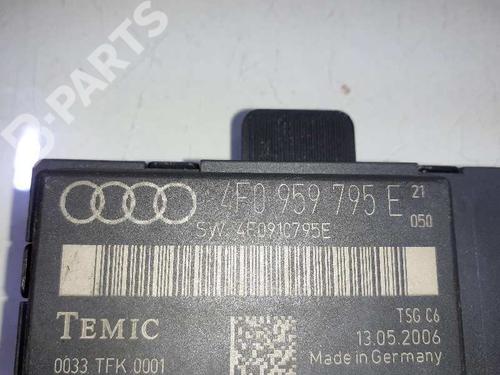 B-PARTS
4F0 959 795 E 21
050
SW. 4F0910795E
TEMIC
TSG C6
13.05.2006
0033 TFK 0001
Made in Germany